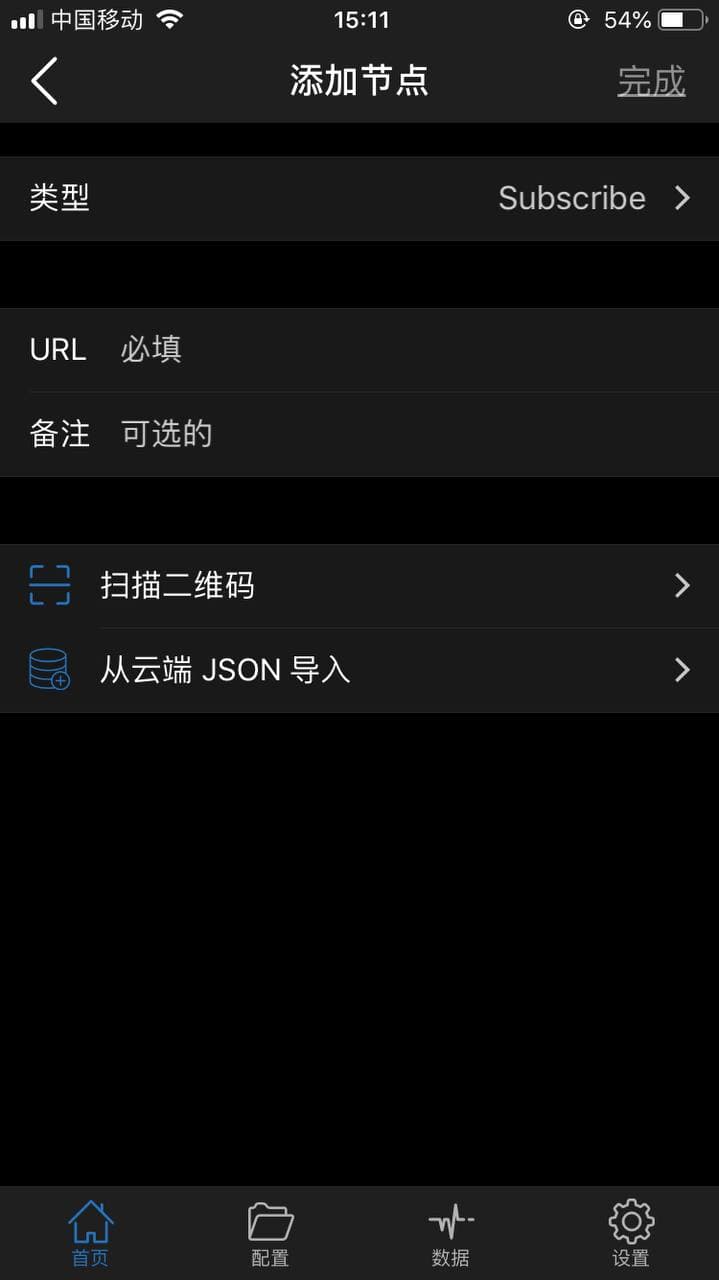 中国移动 15:11 54%
添加节点 完成
类型 Subscribe
URL 必填
备注 可选的
扫描二维码
从云端 JSON 导入
首页 配置 数据 设置